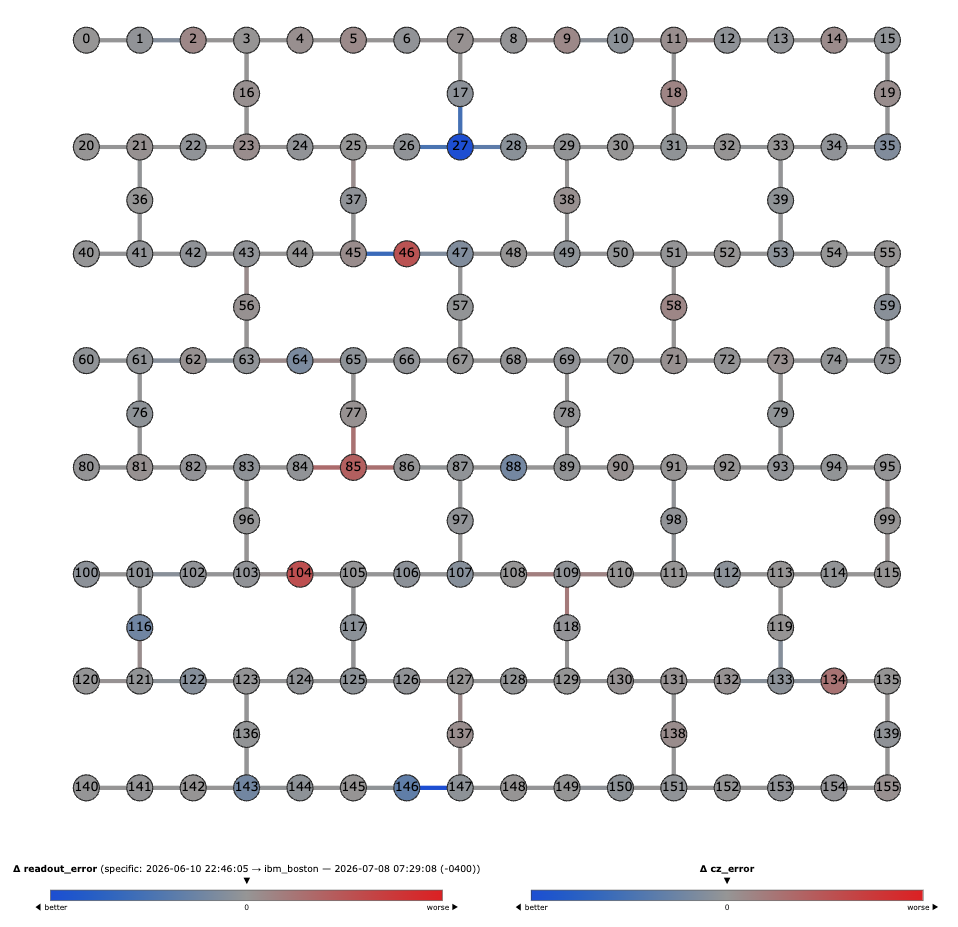 0 1 2 3 4 5 6 7 8 9 10 11 12 13 14 15
16 17 18 19
20 21 22 23 24 25 26 27 28 29 30 31 32 33 34 35
36 37 38 39
40 41 42 43 44 45 46 47 48 49 50 51 52 53 54 55
56 57 58 59
60 61 62 63 64 65 66 67 68 69 70 71 72 73 74 75
76 77 78 79
80 81 82 83 84 85 86 87 88 89 90 91 92 93 94 95
96 97 98 99
100 101 102 103 104 105 106 107 108 109 110 111 112 113 114 115
116 117 118 119
120 121 122 123 124 125 126 127 128 129 130 131 132 133 134 135
136 137 138 139
140 141 142 143 144 145 146 147 148 149 150 151 152 153 154 155
Δ readout_error (specific: 2026-06-10 22:46:05 → ibm_boston — 2026-07-08 07:29:08 (-0400))
◀ better 0 worse ▶
Δ cz_error
◀ better 0 worse ▶